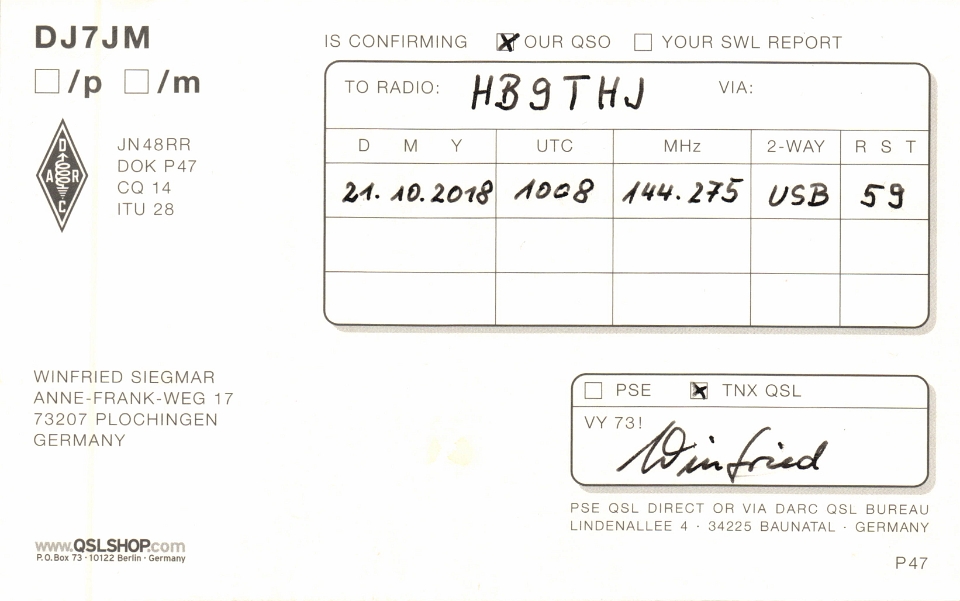 DJ7JM
☐/p ☐/m
D
A R
C
JN48RR
DOK P47
CQ 14
ITU 28
IS CONFIRMING ☒ OUR QSO ☐ YOUR SWL REPORT
TO RADIO: HB9THJ VIA:
D M Y UTC MHz 2-WAY R S T
21. 10. 2018 1008 144.275 USB 59
WINFRIED SIEGMAR
ANNE-FRANK-WEG 17
73207 PLOCHINGEN
GERMANY
☐ PSE ☒ TNX QSL
VY 73!
Winfried
PSE QSL DIRECT OR VIA DARC QSL BUREAU
LINDENALLEE 4 · 34225 BAUNATAL · GERMANY
www.QSLSHOP.com
P.O.Box 73 · 10122 Berlin · Germany
P47